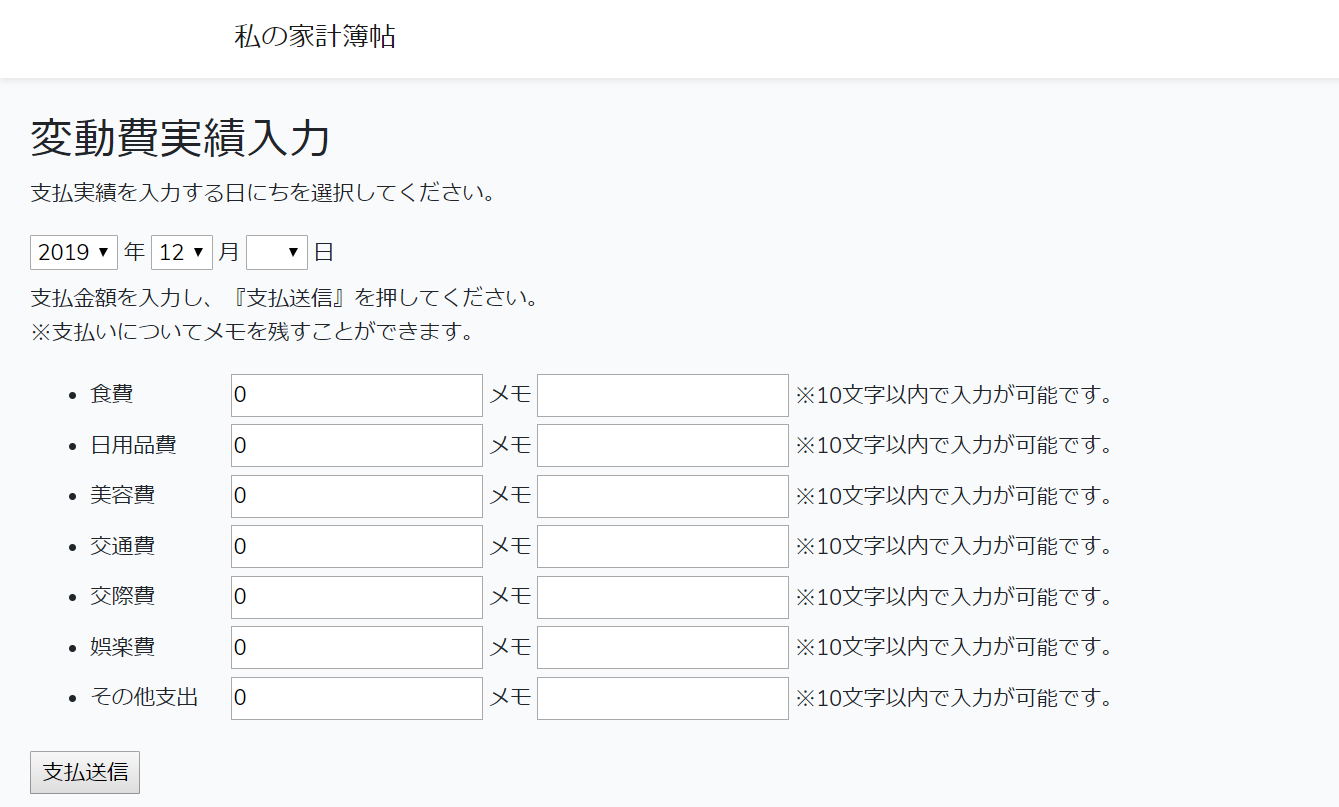 私の家計簿帖
変動費実績入力
支払実績を入力する日にちを選択してください。
2019 年 12 月 日
支払金額を入力し、『支払送信』を押してください。
※支払いについてメモを残すことができます。
食費 0 メモ ※10文字以内で入力が可能です。
日用品費 0 メモ ※10文字以内で入力が可能です。
美容費 0 メモ ※10文字以内で入力が可能です。
交通費 0 メモ ※10文字以内で入力が可能です。
交際費 0 メモ ※10文字以内で入力が可能です。
娯楽費 0 メモ ※10文字以内で入力が可能です。
その他支出 0 メモ ※10文字以内で入力が可能です。
支払送信